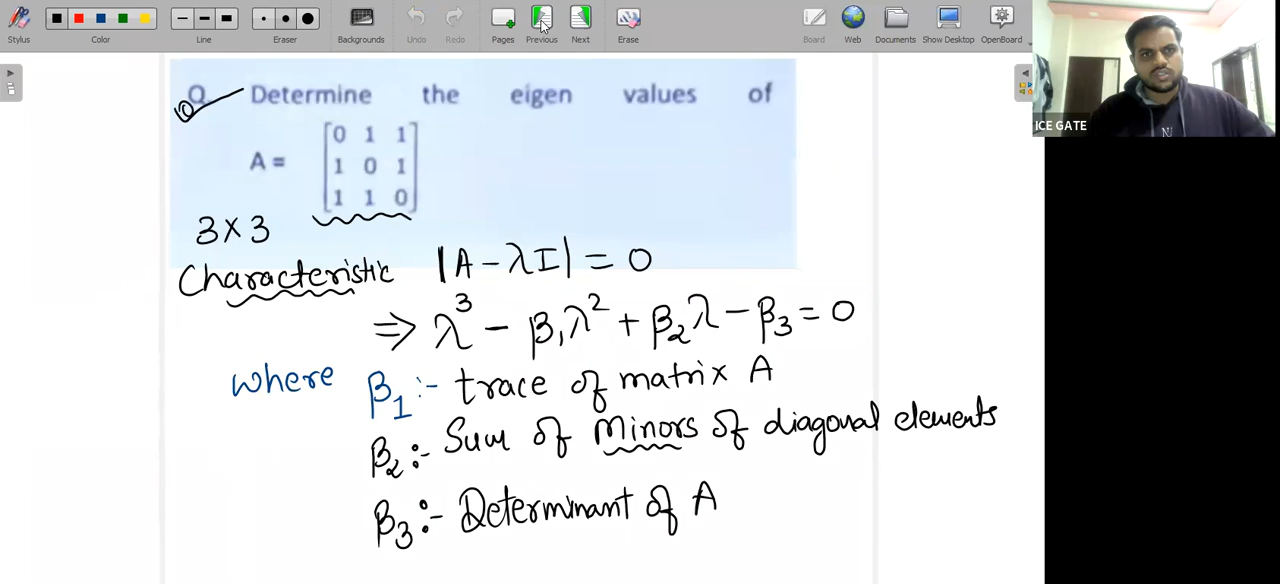 Stylus Color Line Eraser Backgrounds Undo Redo Pages Previous Next Erase Board Web Documents Show Desktop OpenBoard
ICE GATE
Q Determine the eigen values of
A = [0 1 1
1 0 1
1 1 0]
3 × 3
Characteristic |A - λI| = 0
⇒ λ³ - β₁λ² + β₂λ - β₃ = 0
where β₁ :- trace of matrix A
β₂ :- Sum of Minors of diagonal elements
β₃ :- Determinant of A